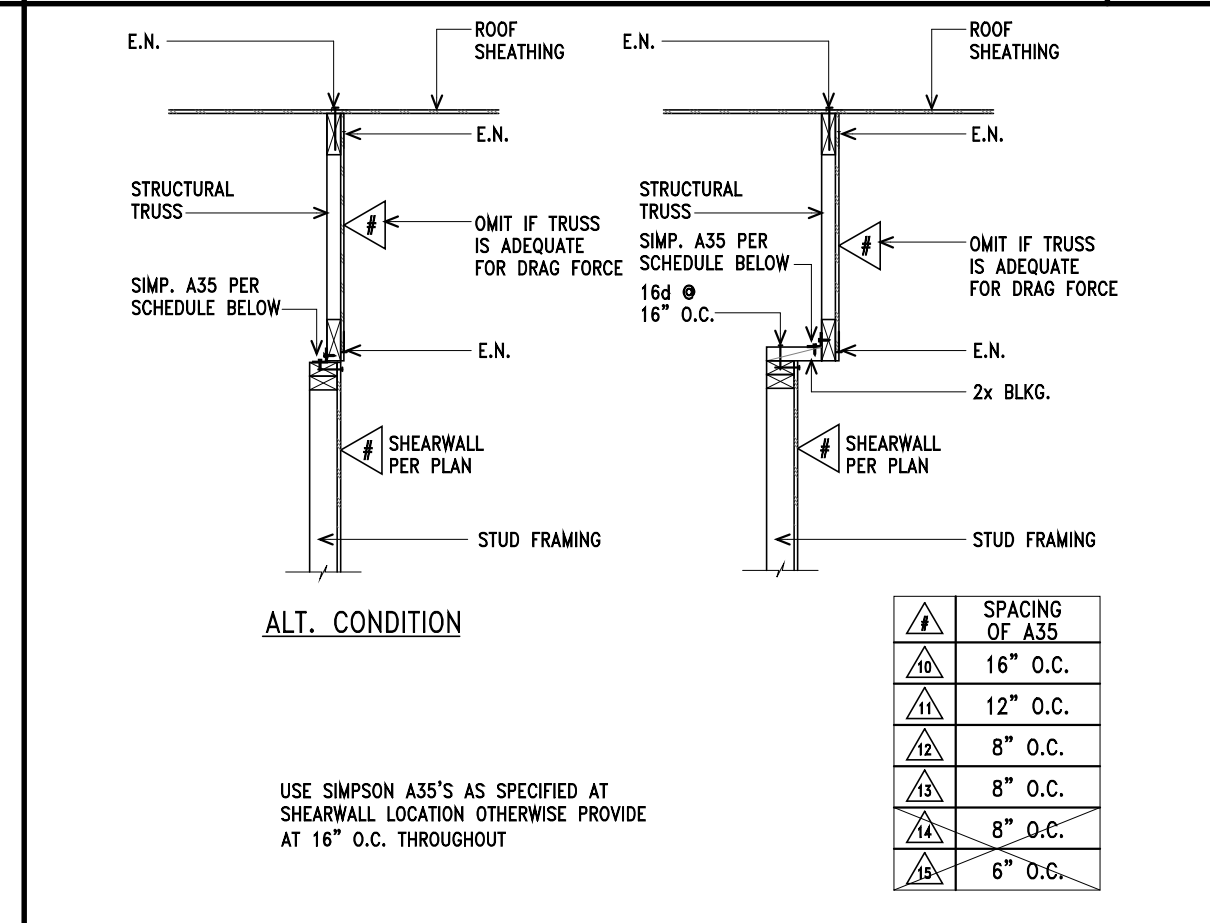 E.N.
ROOF
SHEATHING
E.N.
STRUCTURAL
TRUSS
#
OMIT IF TRUSS
IS ADEQUATE
FOR DRAG FORCE
SIMP. A35 PER
SCHEDULE BELOW
E.N.
#
SHEARWALL
PER PLAN
STUD FRAMING
ALT. CONDITION
E.N.
ROOF
SHEATHING
E.N.
STRUCTURAL
TRUSS
SIMP. A35 PER
SCHEDULE BELOW
16d @
16" O.C.
#
OMIT IF TRUSS
IS ADEQUATE
FOR DRAG FORCE
E.N.
2x BLKG.
#
SHEARWALL
PER PLAN
STUD FRAMING
USE SIMPSON A35'S AS SPECIFIED AT
SHEARWALL LOCATION OTHERWISE PROVIDE
AT 16" O.C. THROUGHOUT
# SPACING
OF A35
10 16" O.C.
11 12" O.C.
12 8" O.C.
13 8" O.C.
14 8" O.C.
15 6" O.C.